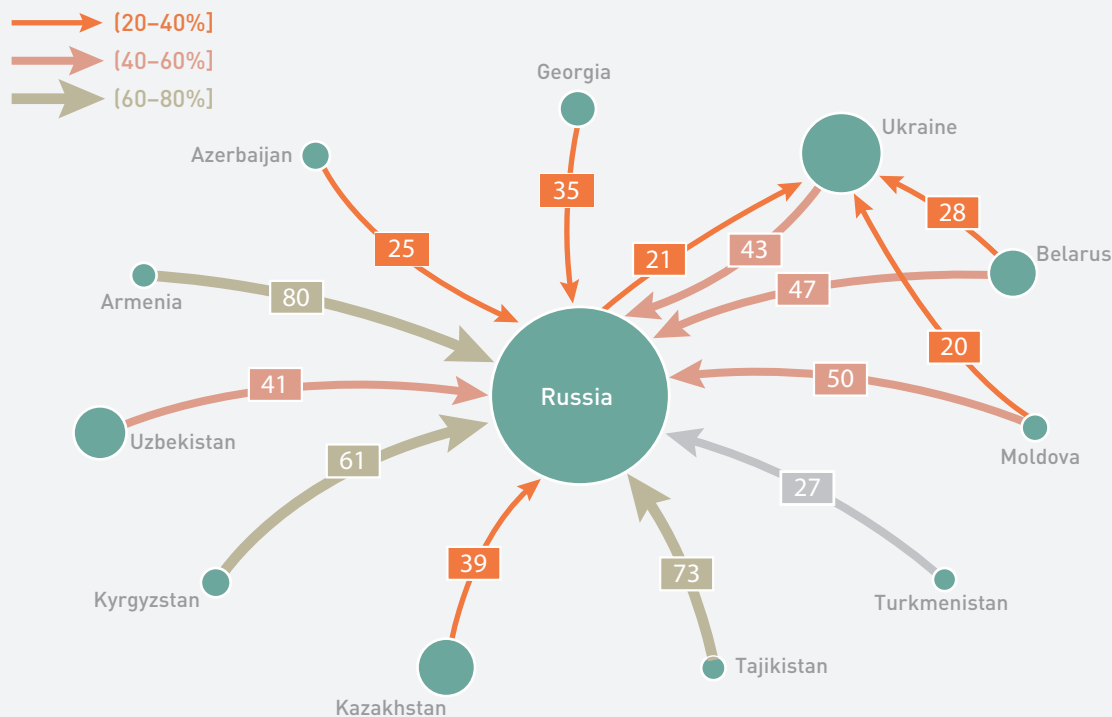 (20–40%]
(40–60%]
(60–80%]
Georgia
Ukraine
Azerbaijan
35
28
25
21
43
Belarus
Armenia
80
47
20
41
50
Russia
Uzbekistan
Moldova
61
27
39
73
Kyrgyzstan
Turkmenistan
Tajikistan
Kazakhstan